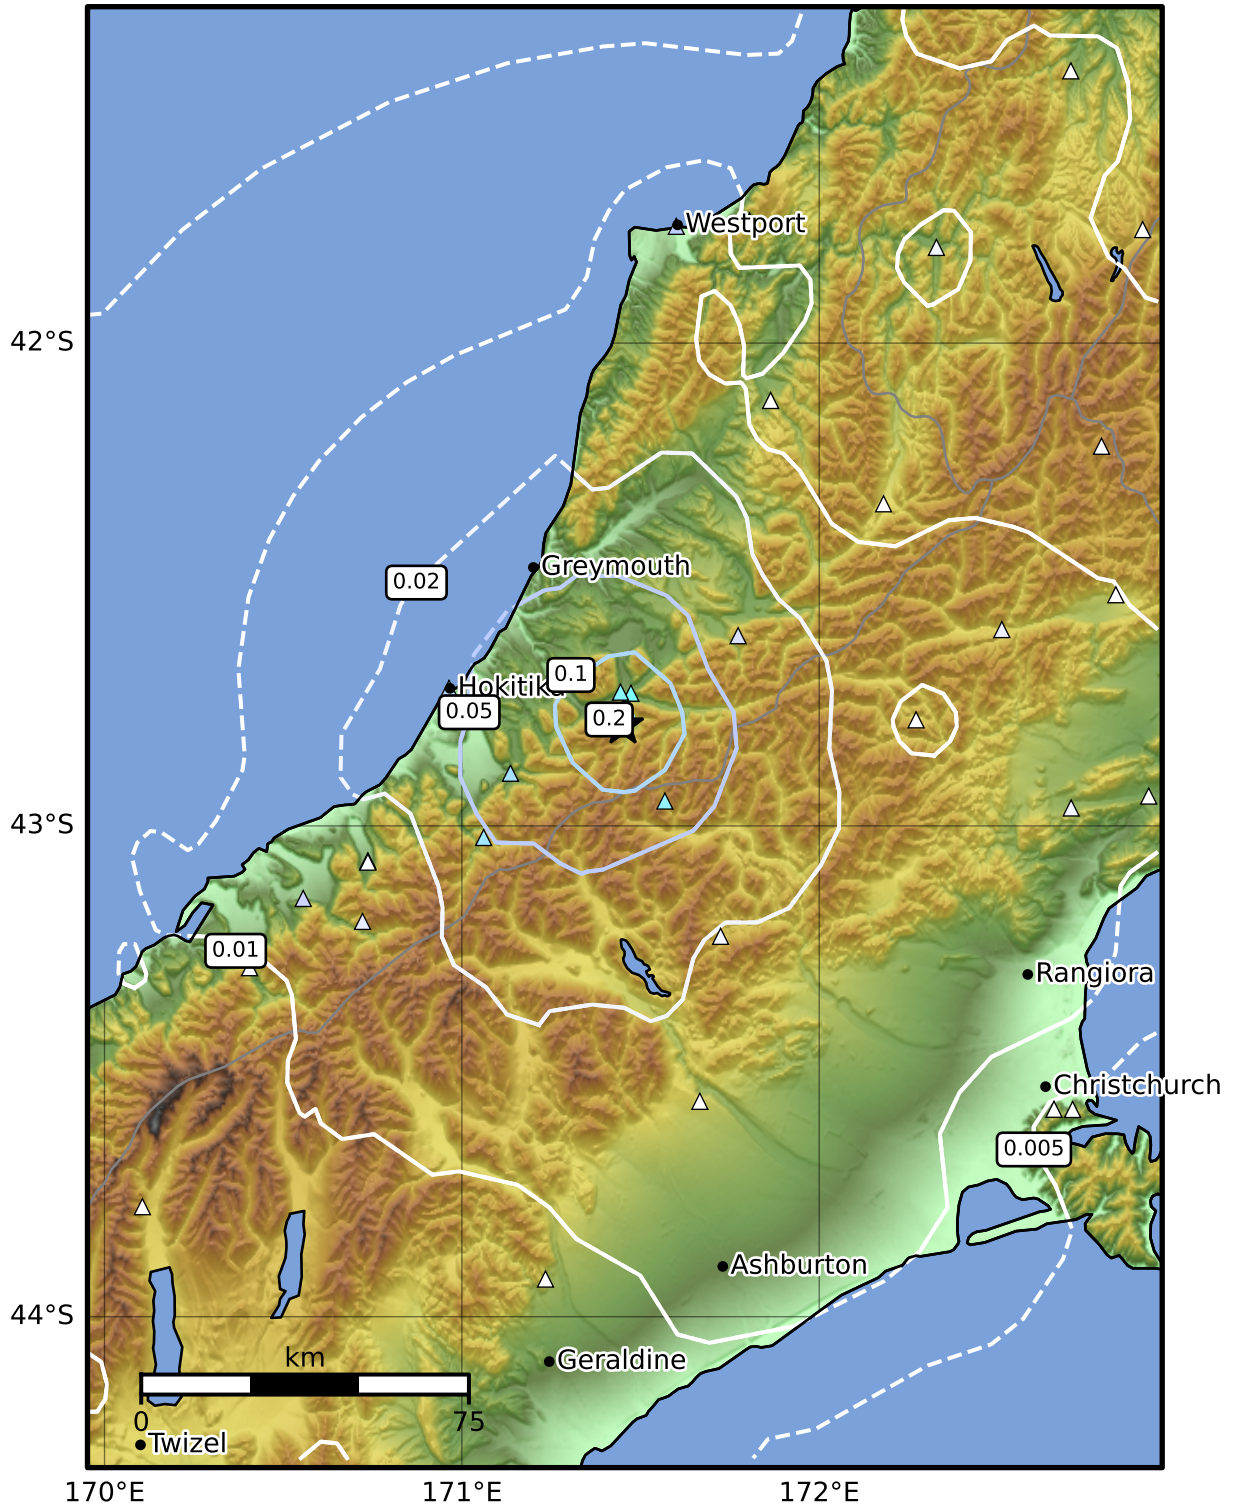 Westport
42°S
0.02
Greymouth
0.1
Hokitika
0.05
0.2
43°S
0.01
Rangiora
Christchurch
0.005
Ashburton
44°S
km
Geraldine
0
75
Twizel
170°E
171°E
172°E